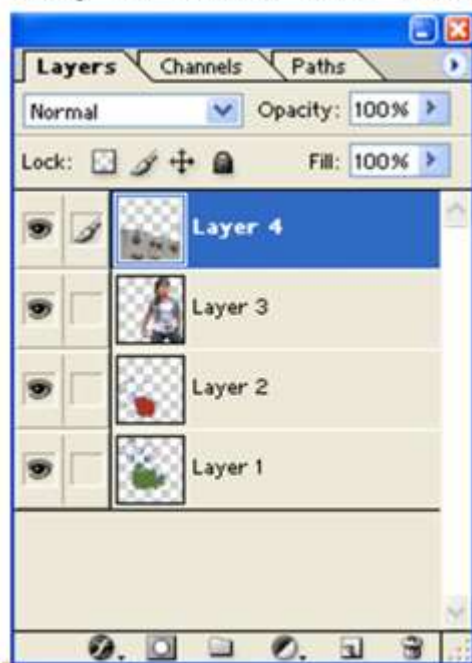 Layers Channels Paths
Normal Opacity: 100%
Lock: Fill: 100%
Layer 4
Layer 3
Layer 2
Layer 1